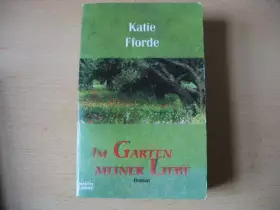 Katie
Fforde
IM GARTEN
MEINER LIEBE
Roman